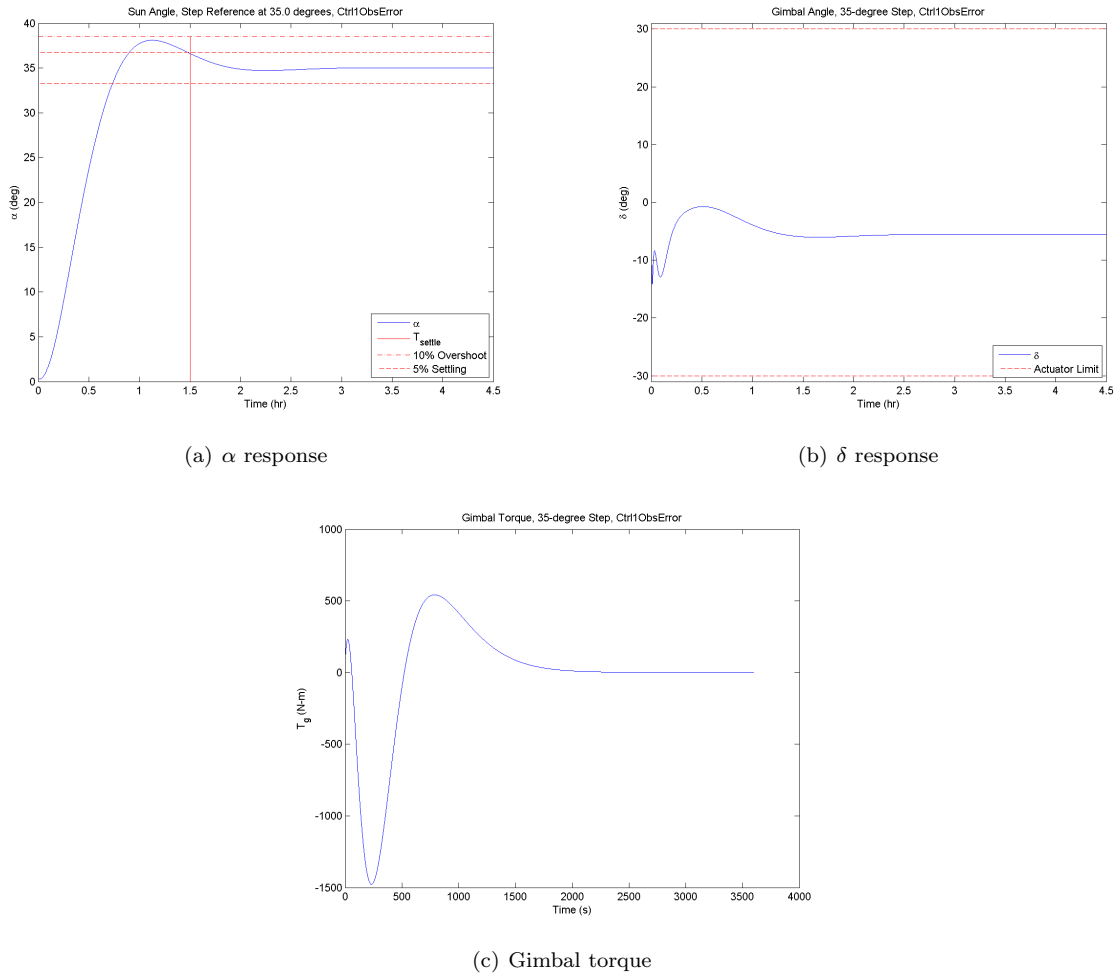 Sun Angle, Step Reference at 35.0 degrees, Ctrl1ObsError
40
35
30
25
20
15
10
5
0
α (deg)
0 0.5 1 1.5 2 2.5 3 3.5 4 4.5
Time (hr)
α
T_settle
10% Overshoot
5% Settling
(a) α response
Gimbal Angle, 35-degree Step, Ctrl1ObsError
30
20
10
0
-10
-20
-30
δ (deg)
0 0.5 1 1.5 2 2.5 3 3.5 4 4.5
Time (hr)
δ
Actuator Limit
(b) δ response
Gimbal Torque, 35-degree Step, Ctrl1ObsError
1000
500
0
-500
-1000
-1500
T_g (N-m)
0 500 1000 1500 2000 2500 3000 3500 4000
Time (s)
(c) Gimbal torque